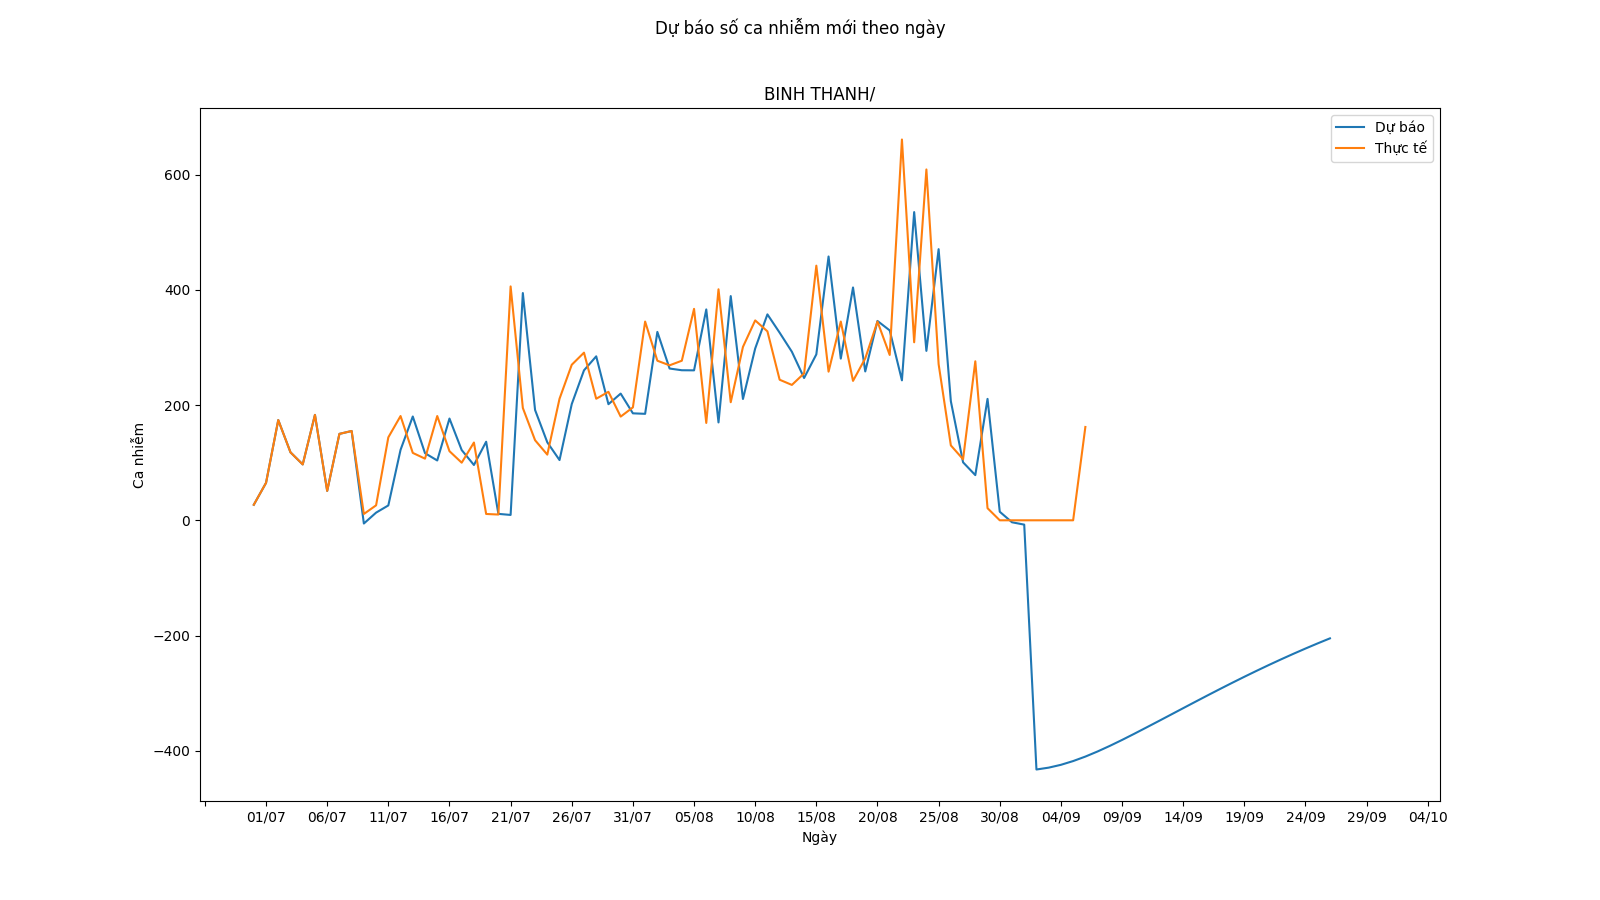 Dự báo số ca nhiễm mới theo ngày
BINH THANH/
Dự báo
Thực tế
600
400
200
0
−200
−400
Ca nhiễm
01/07 06/07 11/07 16/07 21/07 26/07 31/07 05/08 10/08 15/08 20/08 25/08 30/08 04/09 09/09 14/09 19/09 24/09 29/09 04/10
Ngày